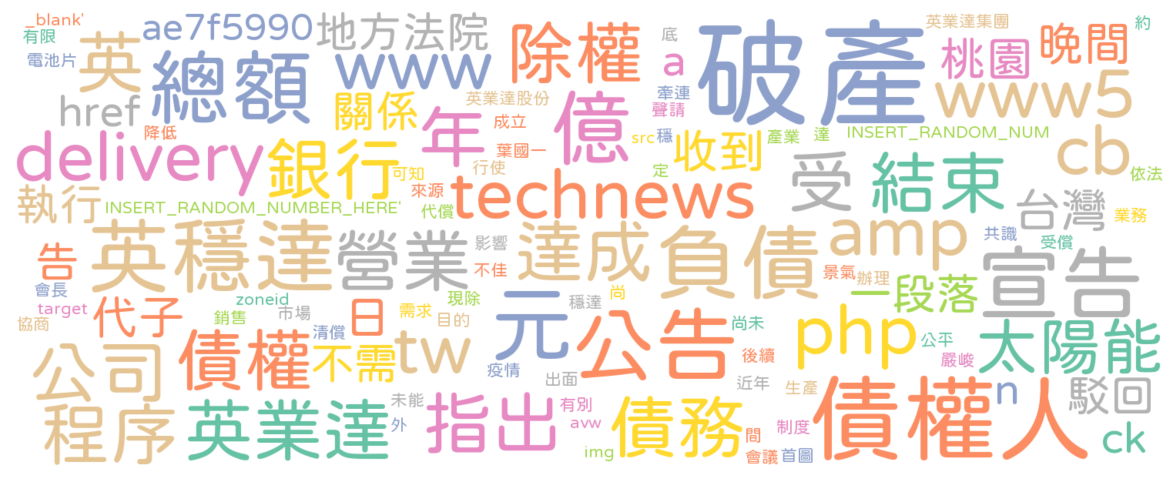 _blank'
有限
電池片
英
ae7f5990
地方法院
總額
www
href
關係
英業達股份
除權
底
a
牽連
聲請
破產
英業達集團
桃園
晚間
約
www5
億
年
成立
葉國一
行使
降低
delivery
銀行
可知
來源
代償
src
穩
定
收到
產業
達
INSERT_RANDOM_NUM
受
結束
cb
依法
technews
執行
INSERT_RANDOM_NUMBER_HERE'
台灣
業務
英穩達
營業
影響
不佳
達成
負債
amp
共識
受償
景氣
辦理
宣告
告
會長
target
協商
代子
zoneid
銷售
市場
日
清償
需求
目的
現除
穩達
尚
元
公告
尚未
後續
一段落
php
公平
嚴峻
太陽能
公司
債權
不需
tw
疫情
出面
近年
生產
程序
英業達
未能
外
指出
有別
avw
img
債務
間
會議
制度
首圖
債權人
n
駁回
ck